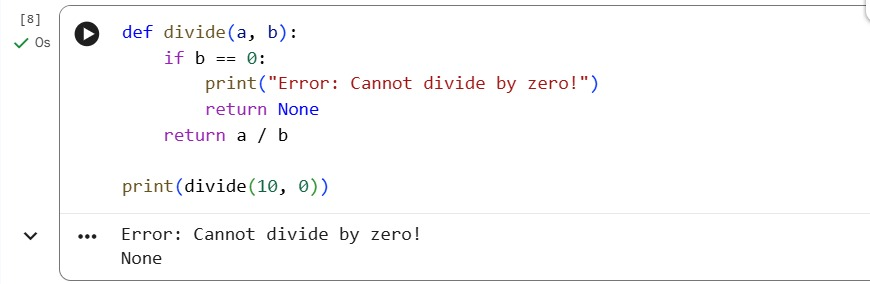 [8]
0s
def divide(a, b):
    if b == 0:
        print("Error: Cannot divide by zero!")
        return None
    return a / b
print(divide(10, 0))
Error: Cannot divide by zero!
None